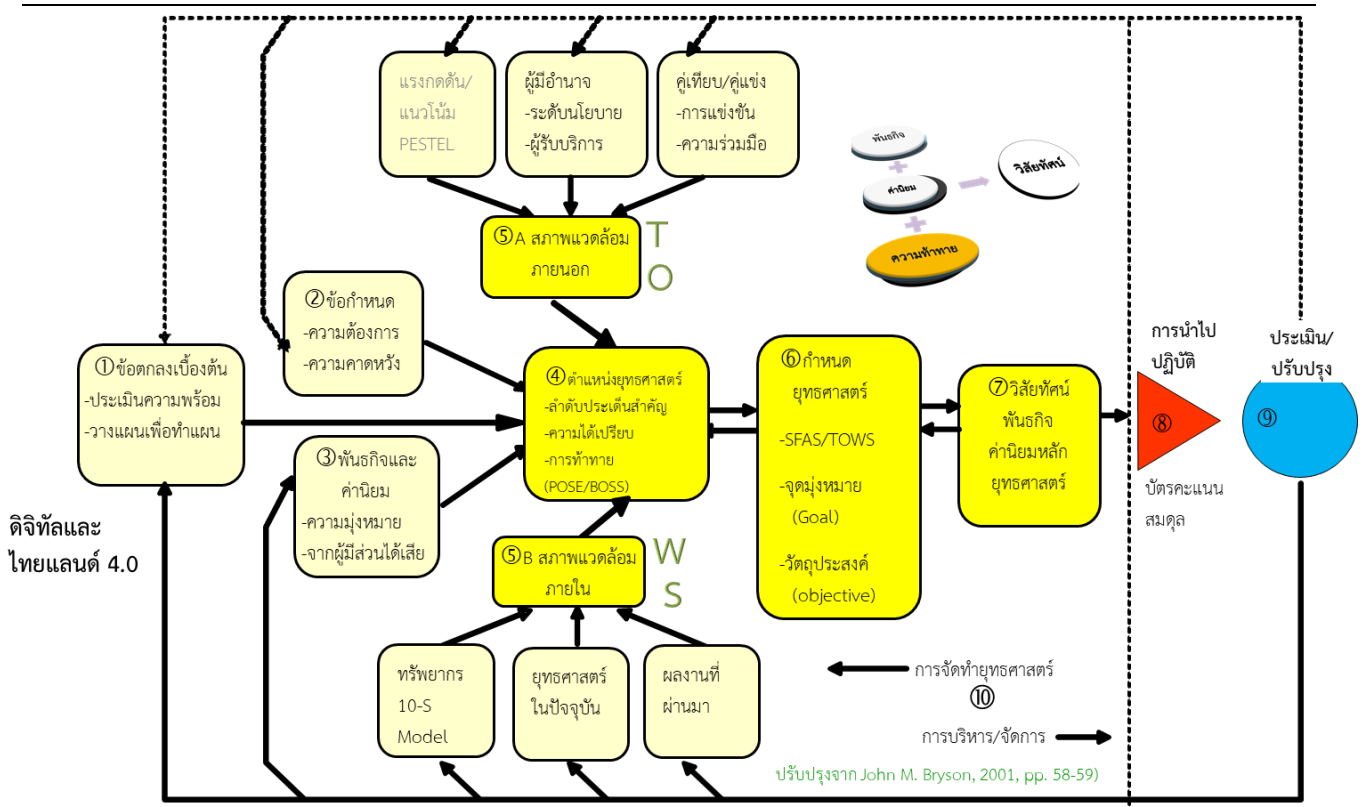 แรงกดดัน/
แนวโน้ม
PESTEL
ผู้มีอำนาจ
-ระดับนโยบาย
-ผู้รับบริการ
คู่เทียบ/คู่แข่ง
-การแข่งขัน
-ความร่วมมือ
พันธกิจ
ค่านิยม
ความท้าทาย
วิสัยทัศน์
⑤A สภาพแวดล้อม
ภายนอก
T
O
②ข้อกำหนด
-ความต้องการ
-ความคาดหวัง
①ข้อตกลงเบื้องต้น
-ประเมินความพร้อม
-วางแผนเพื่อทำแผน
③พันธกิจและ
ค่านิยม
-ความมุ่งหมาย
-จากผู้มีส่วนได้เสีย
④ตำแหน่งยุทธศาสตร์
-ลำดับประเด็นสำคัญ
-ความได้เปรียบ
-การท้าทาย
(POSE/BOSS)
⑥กำหนด
ยุทธศาสตร์
-SFAS/TOWS
-จุดมุ่งหมาย
(Goal)
-วัตถุประสงค์
(objective)
⑦วิสัยทัศน์
พันธกิจ
ค่านิยมหลัก
ยุทธศาสตร์
การนำไป
ปฏิบัติ
⑧
บัตรคะแนน
สมดุล
ประเมิน/
ปรับปรุง
⑨
ดิจิทัลและ
ไทยแลนด์ 4.0
⑤B สภาพแวดล้อม
ภายใน
W
S
ทรัพยากร
10-S
Model
ยุทธศาสตร์
ในปัจจุบัน
ผลงานที่
ผ่านมา
การจัดทำยุทธศาสตร์
⑩
การบริหาร/จัดการ
ปรับปรุงจาก John M. Bryson, 2001, pp. 58-59)